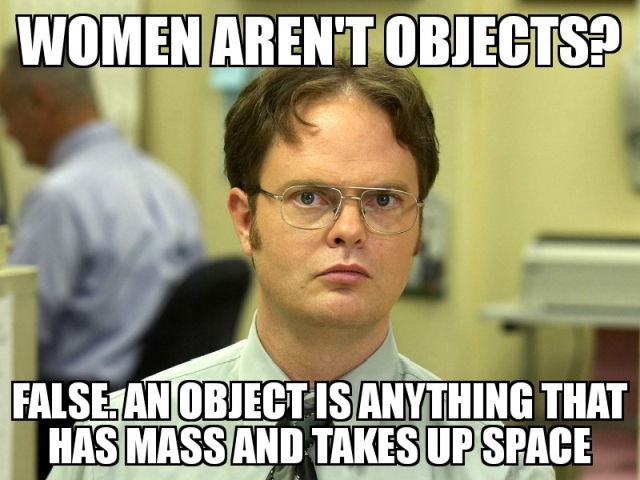 WOMEN AREN'T OBJECTS?
FALSE. AN OBJECT IS ANYTHING THAT
HAS MASS AND TAKES UP SPACE